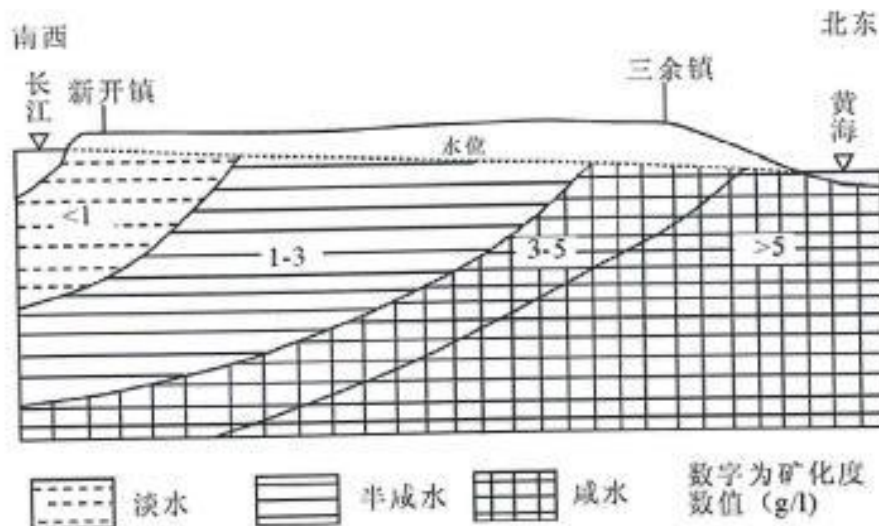 南西
北东
长江
新开镇
三余镇
黄海
水位
<1
1-3
3-5
>5
淡水
半咸水
咸水
数字为矿化度
数值（g/l）